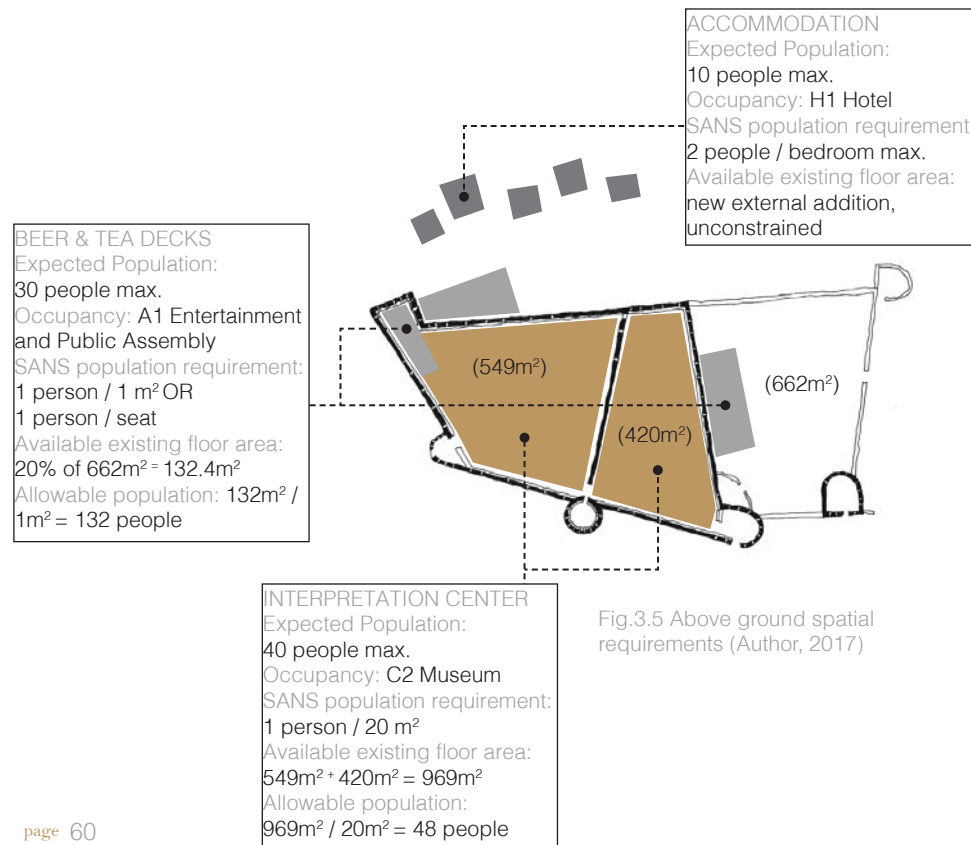 ACCOMMODATION
Expected Population:
10 people max.
Occupancy: H1 Hotel
SANS population requirement:
2 people / bedroom max.
Available existing floor area:
new external addition,
unconstrained
BEER & TEA DECKS
Expected Population:
30 people max.
Occupancy: A1 Entertainment
and Public Assembly
SANS population requirement:
1 person / 1 m² OR
1 person / seat
Available existing floor area:
20% of 662m² = 132.4m²
Allowable population: 132m² /
1m² = 132 people
(549m²)
(420m²)
(662m²)
INTERPRETATION CENTER
Expected Population:
40 people max.
Occupancy: C2 Museum
SANS population requirement:
1 person / 20 m²
Available existing floor area:
549m² + 420m² = 969m²
Allowable population:
969m² / 20m² = 48 people
Fig.3.5 Above ground spatial
requirements (Author, 2017)
page 60